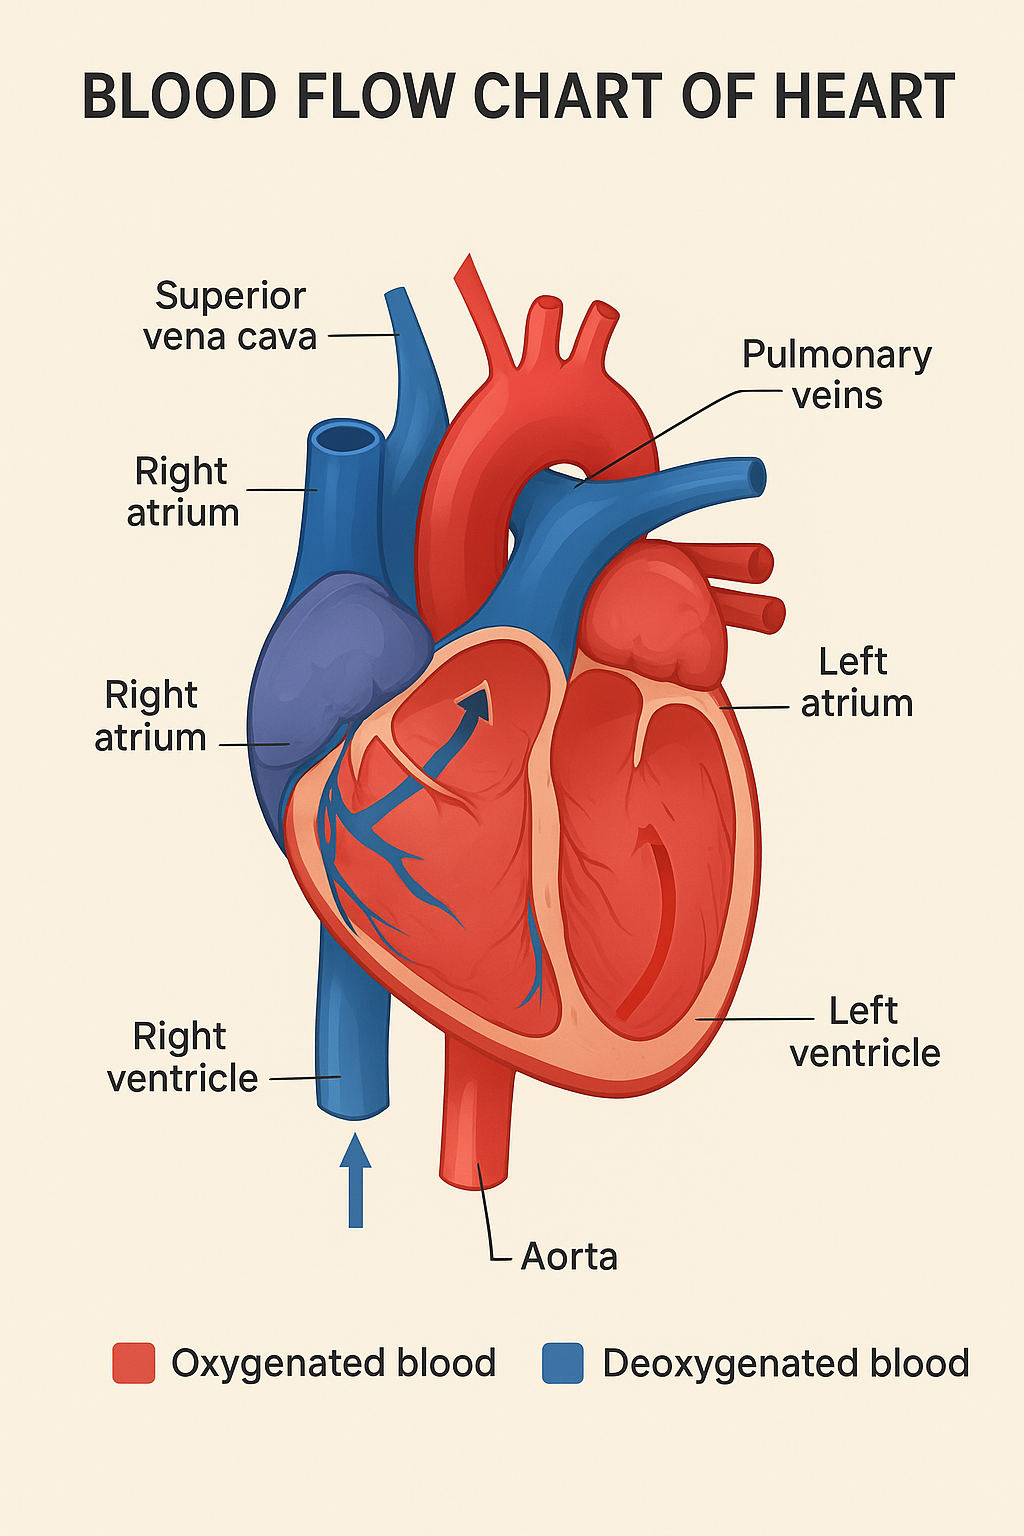 BLOOD FLOW CHART OF HEART
Superior
vena cava
Pulmonary
veins
Right
atrium
Left
atrium
Right
atrium
Left
ventricle
Right
ventricle
Aorta
Oxygenated blood
Deoxygenated blood